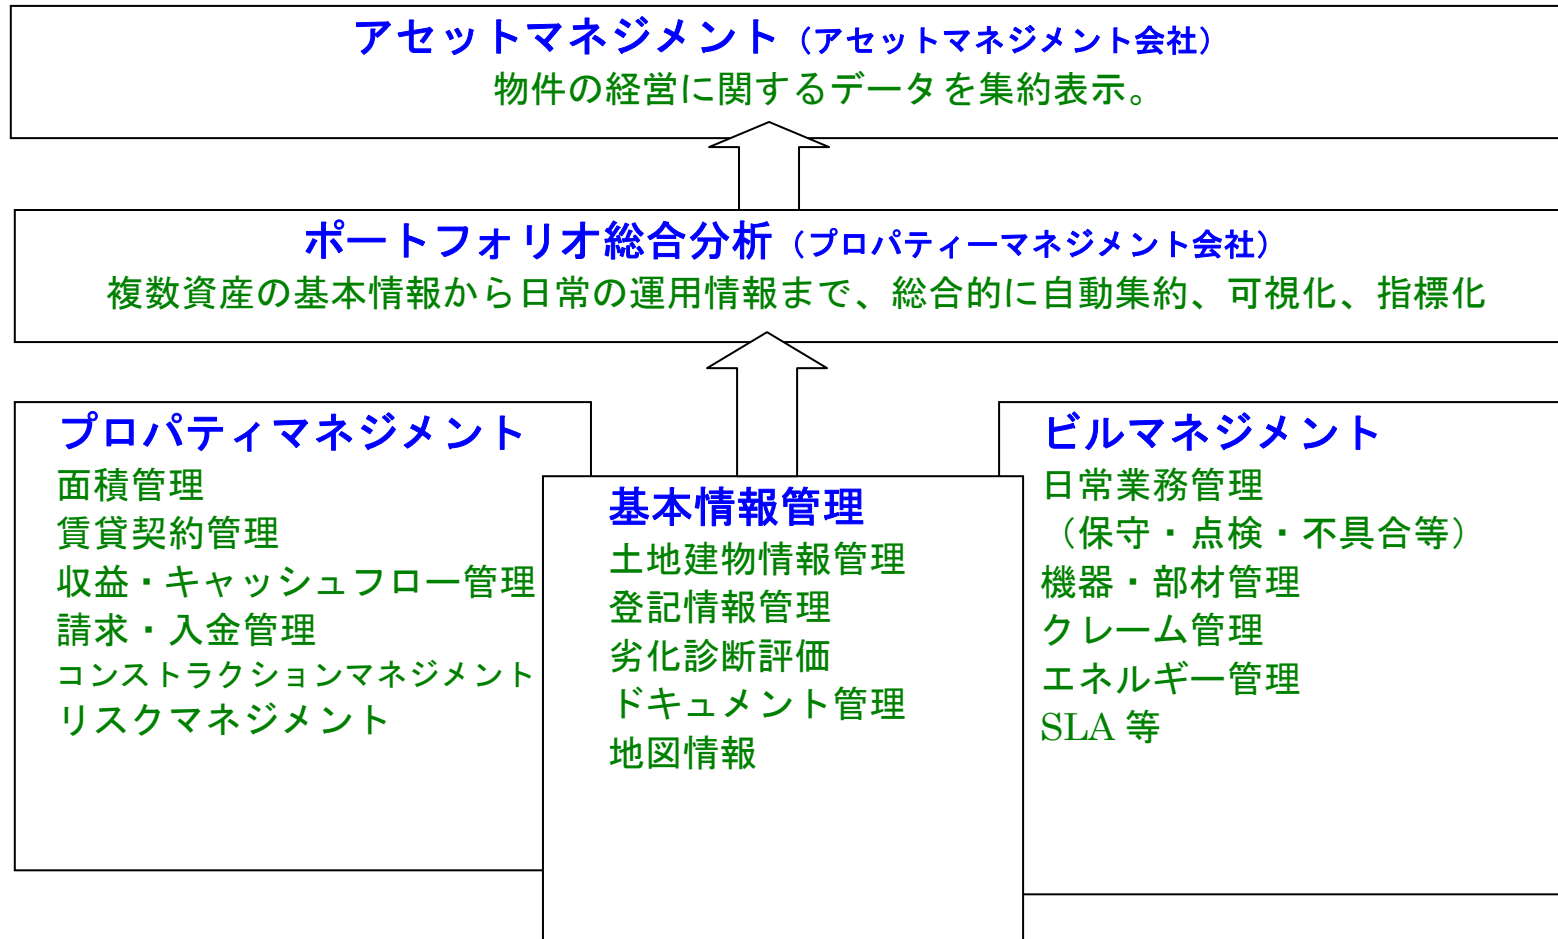 アセットマネジメント（アセットマネジメント会社）
物件の経営に関するデータを集約表示。
ポートフォリオ総合分析（プロパティーマネジメント会社）
複数資産の基本情報から日常の運用情報まで、総合的に自動集約、可視化、指標化
プロパティマネジメント
面積管理
賃貸契約管理
収益・キャッシュフロー管理
請求・入金管理
コンストラクションマネジメント
リスクマネジメント
基本情報管理
土地建物情報管理
登記情報管理
劣化診断評価
ドキュメント管理
地図情報
ビルマネジメント
日常業務管理
（保守・点検・不具合等）
機器・部材管理
クレーム管理
エネルギー管理
SLA 等